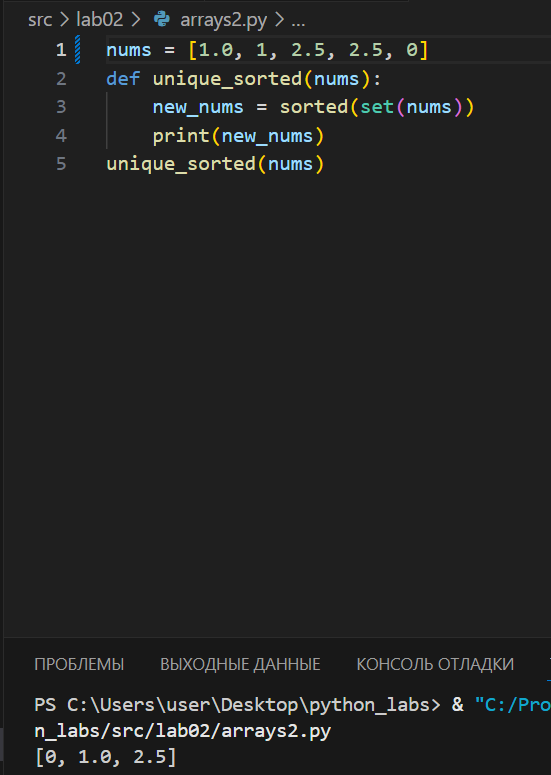 src > lab02 > arrays2.py > ...
1 nums = [1.0, 1, 2.5, 2.5, 0]
2 def unique_sorted(nums):
3     new_nums = sorted(set(nums))
4     print(new_nums)
5 unique_sorted(nums)
ПРОБЛЕМЫ ВЫХОДНЫЕ ДАННЫЕ КОНСОЛЬ ОТЛАДКИ
PS C:\Users\user\Desktop\python_labs> & "C:/Pro
n_labs/src/lab02/arrays2.py
[0, 1.0, 2.5]